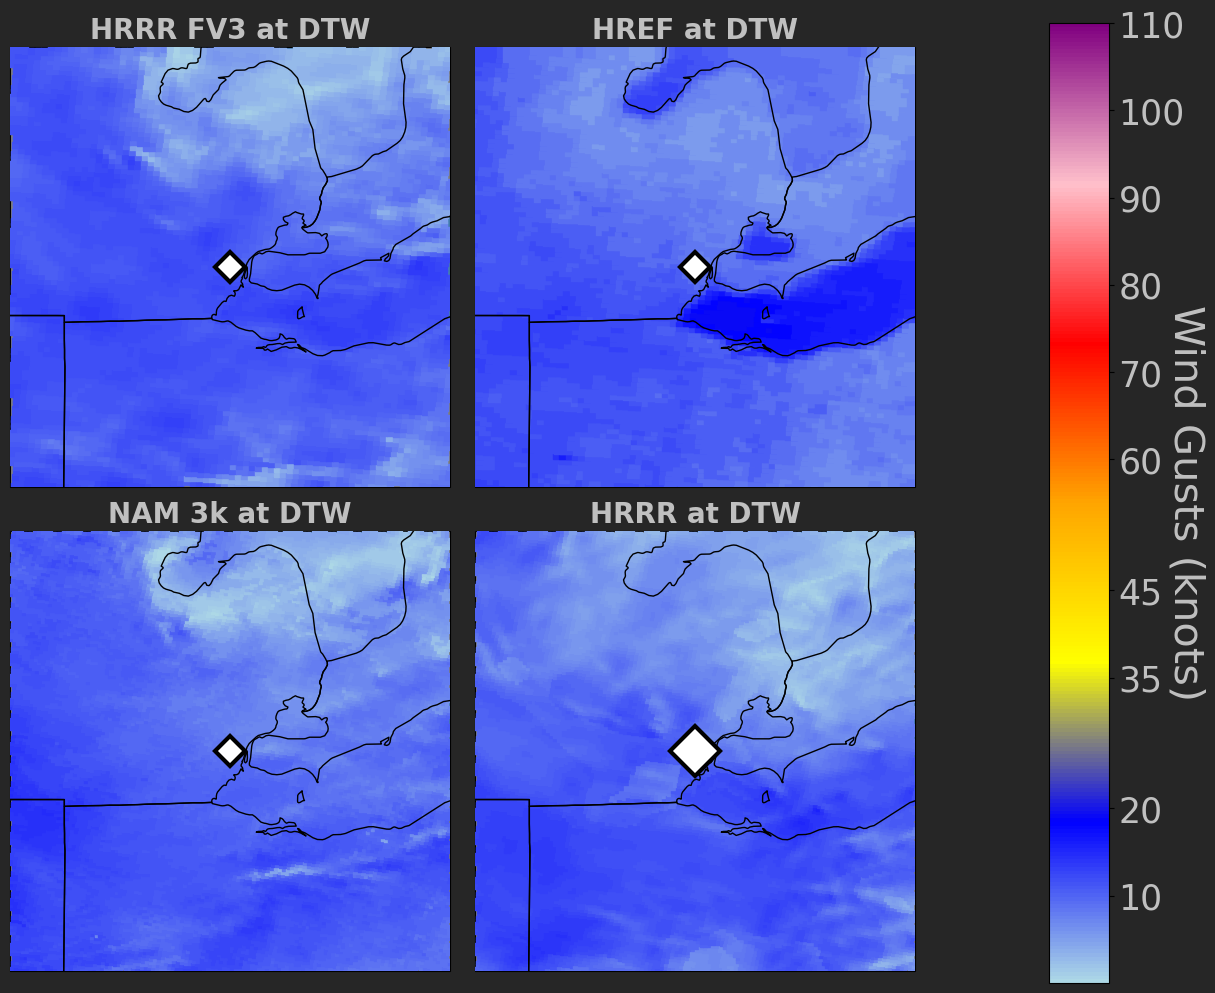 HRRR FV3 at DTW
HREF at DTW
NAM 3k at DTW
HRRR at DTW
110
100
90
80
70
60
45
35
20
10
Wind Gusts (knots)